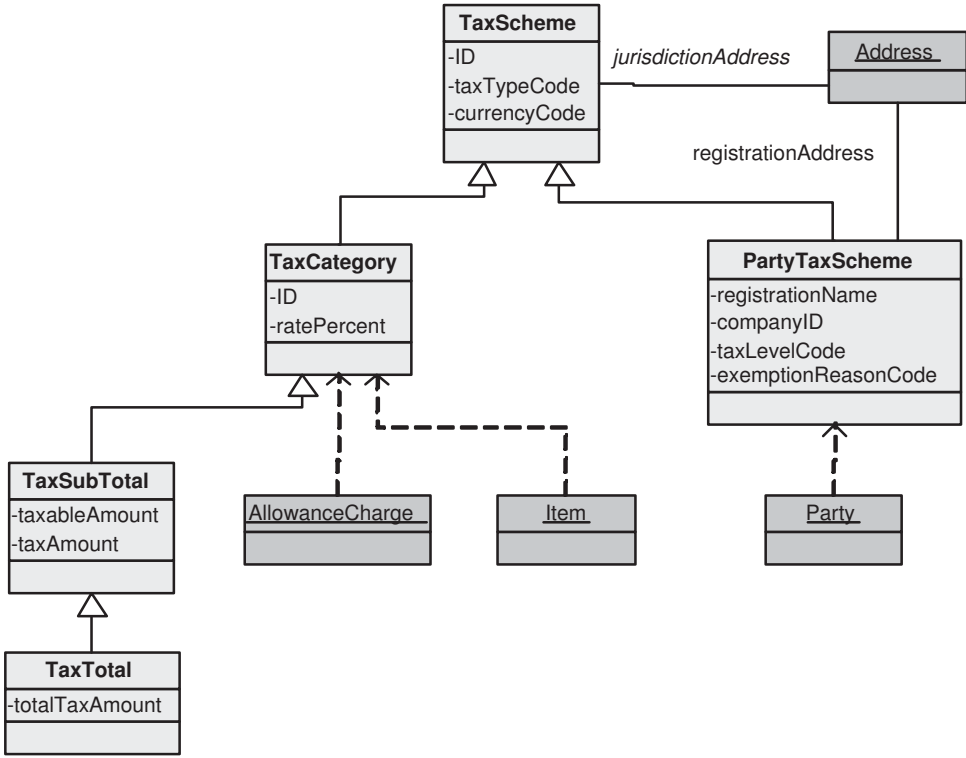 TaxScheme
-ID
-taxTypeCode
-currencyCode
jurisdictionAddress
Address
registrationAddress
TaxCategory
-ID
-ratePercent
PartyTaxScheme
-registrationName
-companyID
-taxLevelCode
-exemptionReasonCode
TaxSubTotal
-taxableAmount
-taxAmount
AllowanceCharge
Item
Party
TaxTotal
-totalTaxAmount